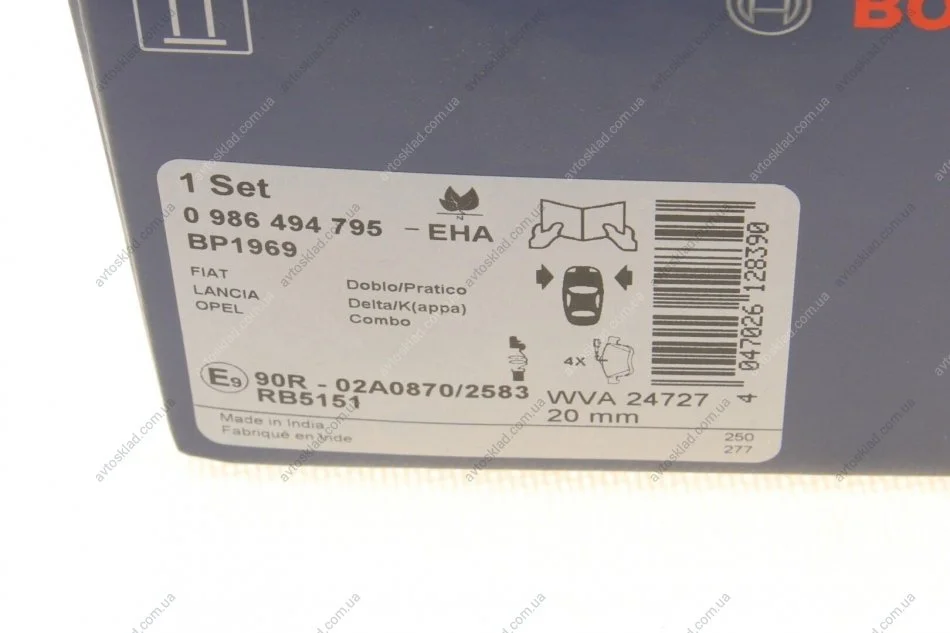 BO
1 Set
0 986 494 795 - EHA
BP1969
FIAT Doblo/Pratico
LANCIA Delta/K(appa)
OPEL Combo
4X
4 047026 128390
E9 90R - 02A0870/2583
RB5151
WVA 24727
20 mm
Made in India
Fabriqué en Inde
250
277
avtosklad.com.ua